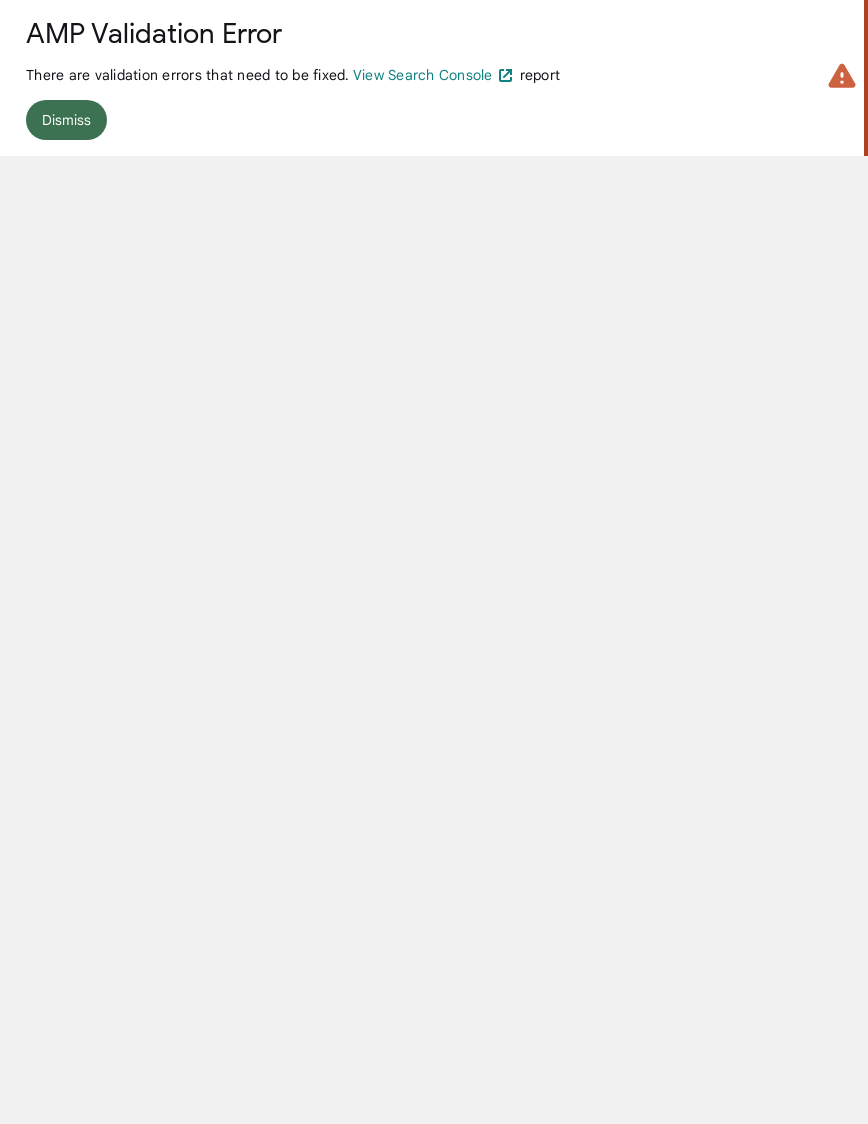 AMP Validation Error
There are validation errors that need to be fixed. View Search Console report
Dismiss